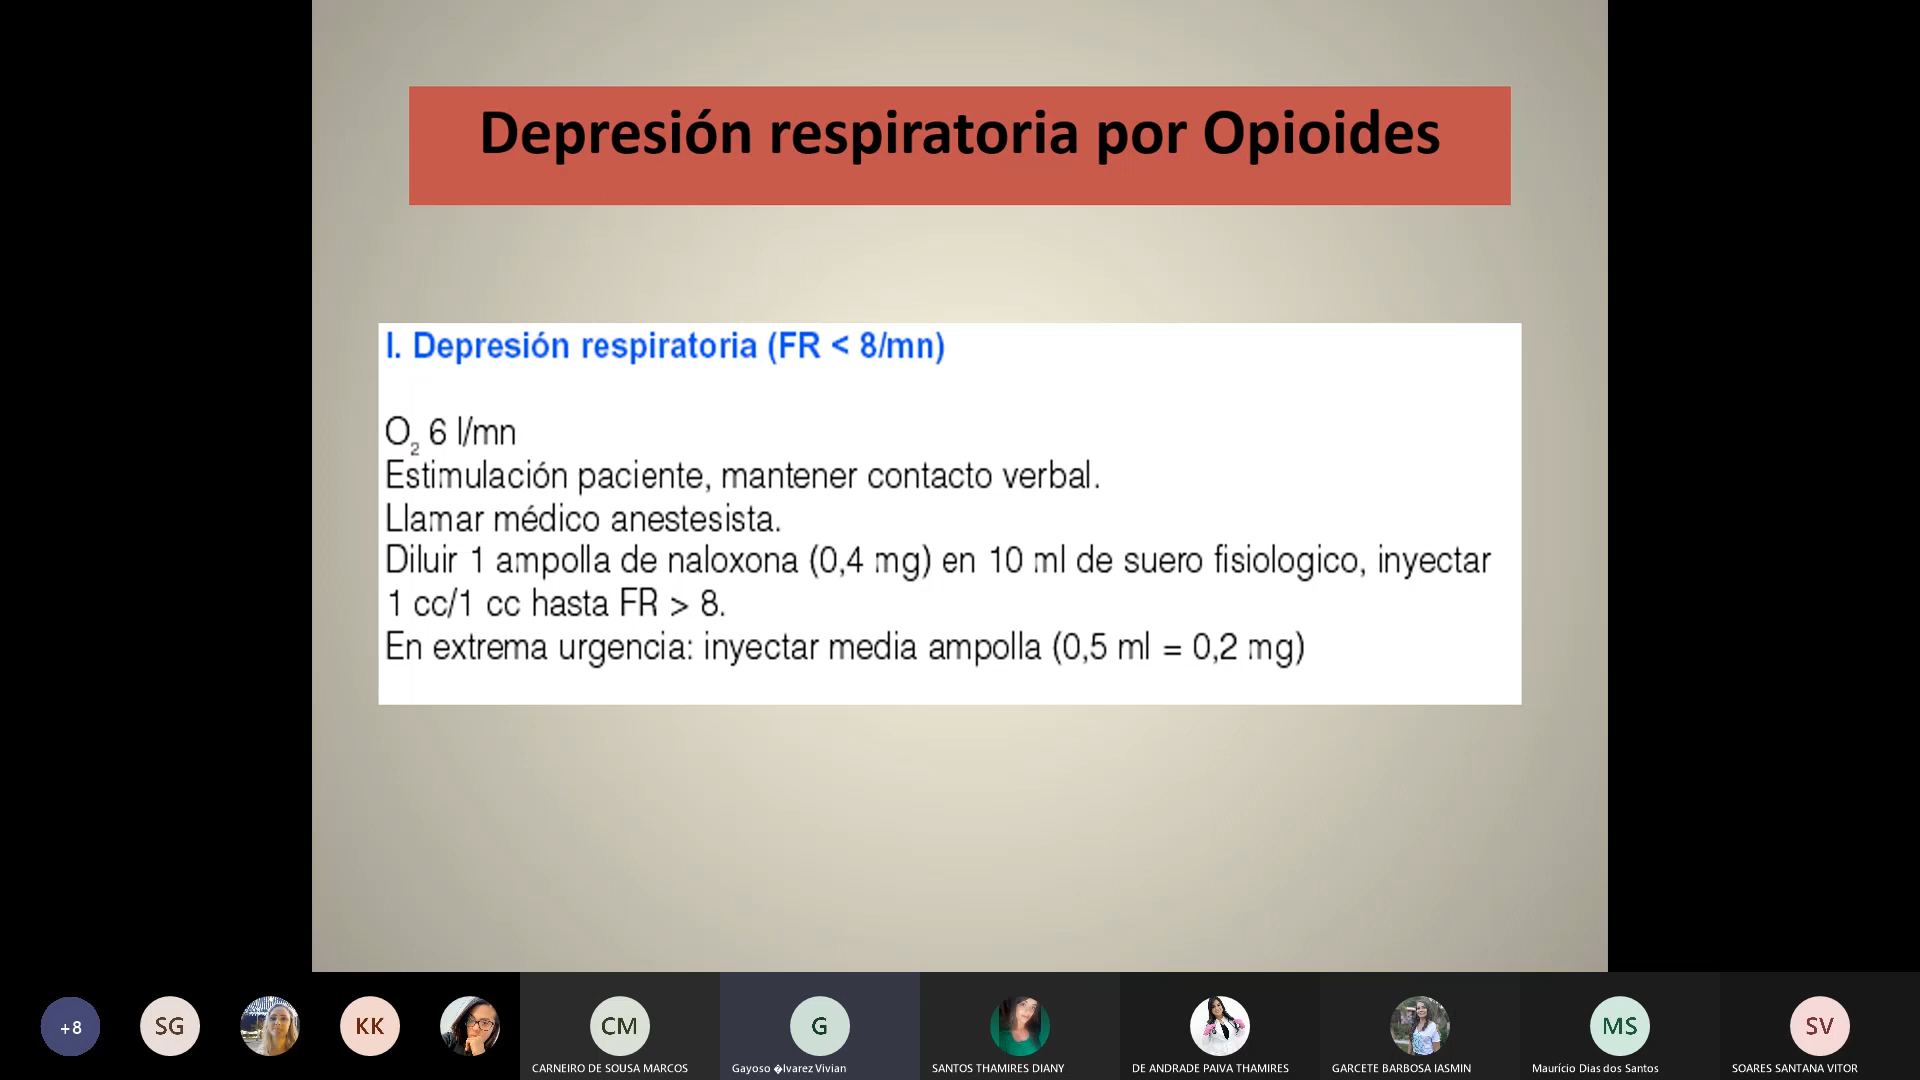 Depresión respiratoria por Opioides
I. Depresión respiratoria (FR < 8/mn)
O₂ 6 l/mn
Estimulación paciente, mantener contacto verbal.
Llamar médico anestesista.
Diluir 1 ampolla de naloxona (0,4 mg) en 10 ml de suero fisiologico, inyectar
1 cc/1 cc hasta FR > 8.
En extrema urgencia: inyectar media ampolla (0,5 ml = 0,2 mg)
+8
SG
KK
CM
G
MS
SV
CARNEIRO DE SOUSA MARCOS
Gayoso �lvarez Vivian
SANTOS THAMIRES DIANY
DE ANDRADE PAIVA THAMIRES
GARCETE BARBOSA IASMIN
Maurício Dias dos Santos
SOARES SANTANA VITOR